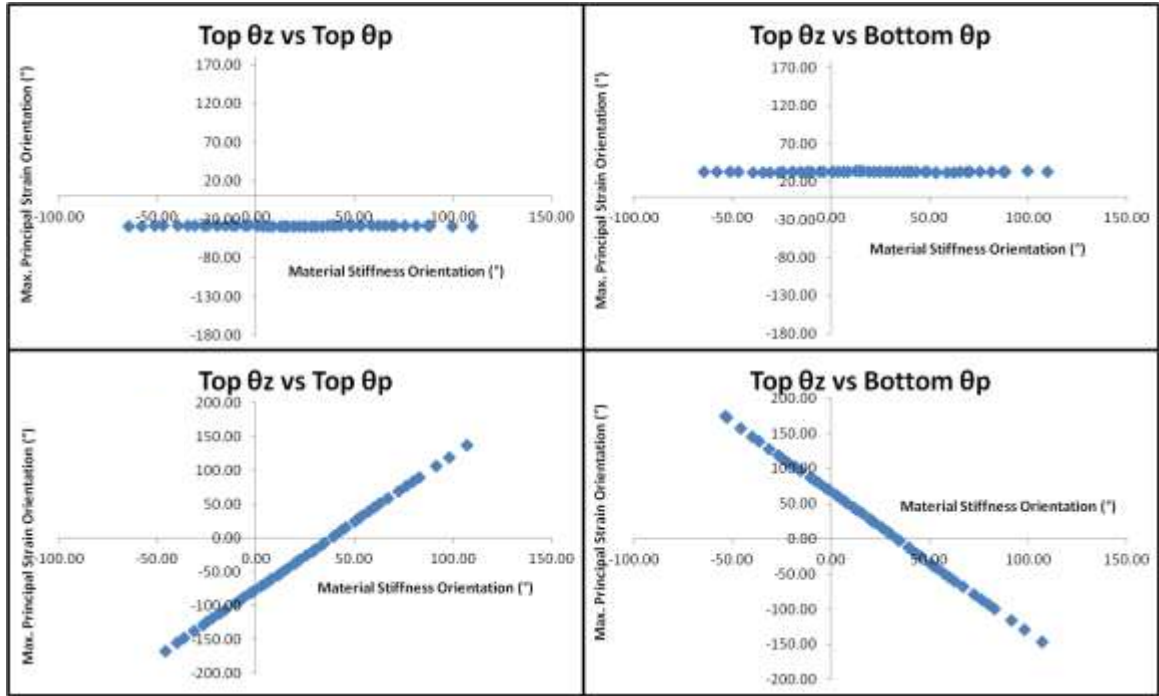 Top θz vs Top θp
Max. Principal Strain Orientation (°)
170.00
120.00
70.00
20.00
-100.00 -50.00 0.00 50.00 100.00 150.00
-30.00
-80.00
Material Stiffness Orientation (°)
-130.00
-180.00
Top θz vs Bottom θp
Max. Principal Strain Orientation (°)
170.00
120.00
70.00
20.00
-100.00 -50.00 0.00 50.00 100.00 150.00
-30.00
Material Stiffness Orientation (°)
-80.00
-130.00
-180.00
Top θz vs Top θp
Max. Principal Strain Orientation (°)
200.00
150.00
100.00
50.00
0.00
-100.00 -50.00 0.00 50.00 100.00 150.00
-50.00
Material Stiffness Orientation (°)
-100.00
-150.00
-200.00
Top θz vs Bottom θp
Max. Principal Strain Orientation (°)
200.00
150.00
100.00
50.00
Material Stiffness Orientation (°)
0.00
-100.00 -50.00 0.00 50.00 100.00 150.00
-50.00
-100.00
-150.00
-200.00